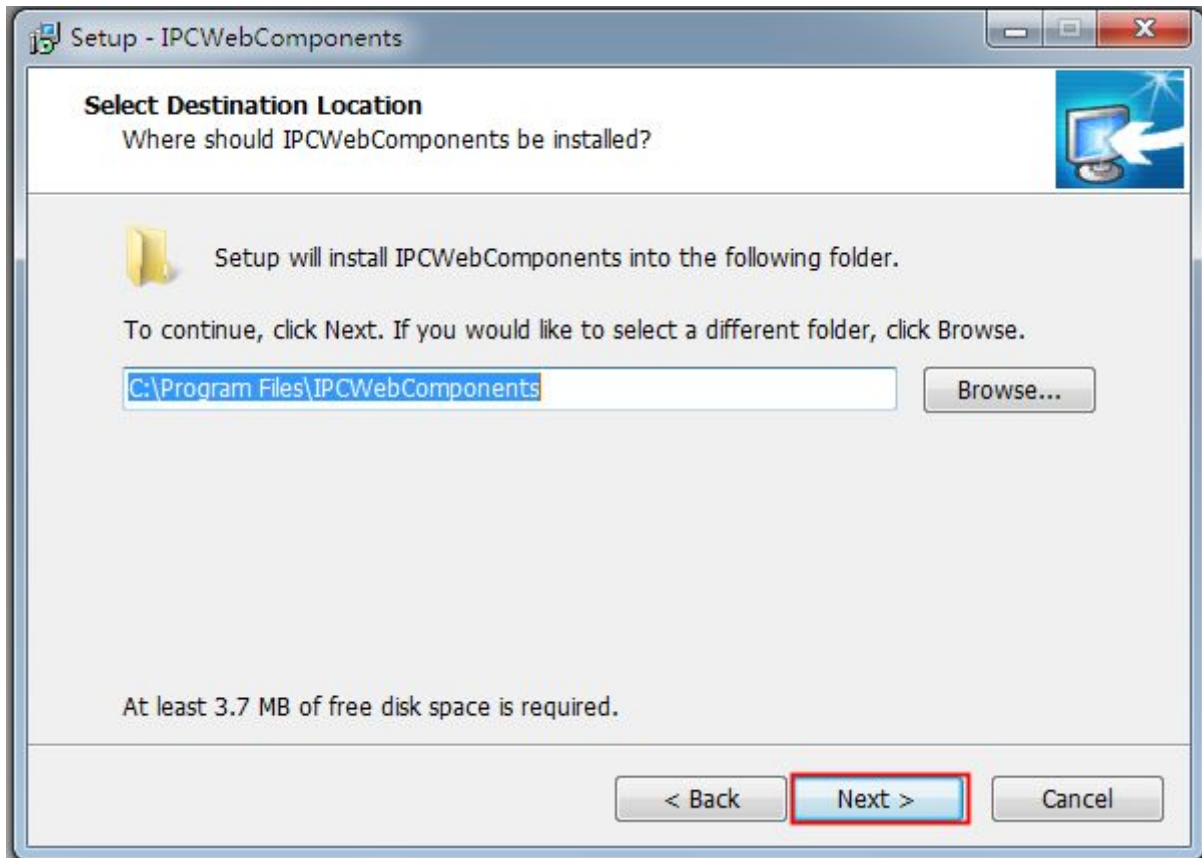 Setup - IPCWebComponents
Select Destination Location
Where should IPCWebComponents be installed?
Setup will install IPCWebComponents into the following folder.
To continue, click Next. If you would like to select a different folder, click Browse.
C:\Program Files\IPCWebComponents
Browse...
At least 3.7 MB of free disk space is required.
< Back
Next >
Cancel